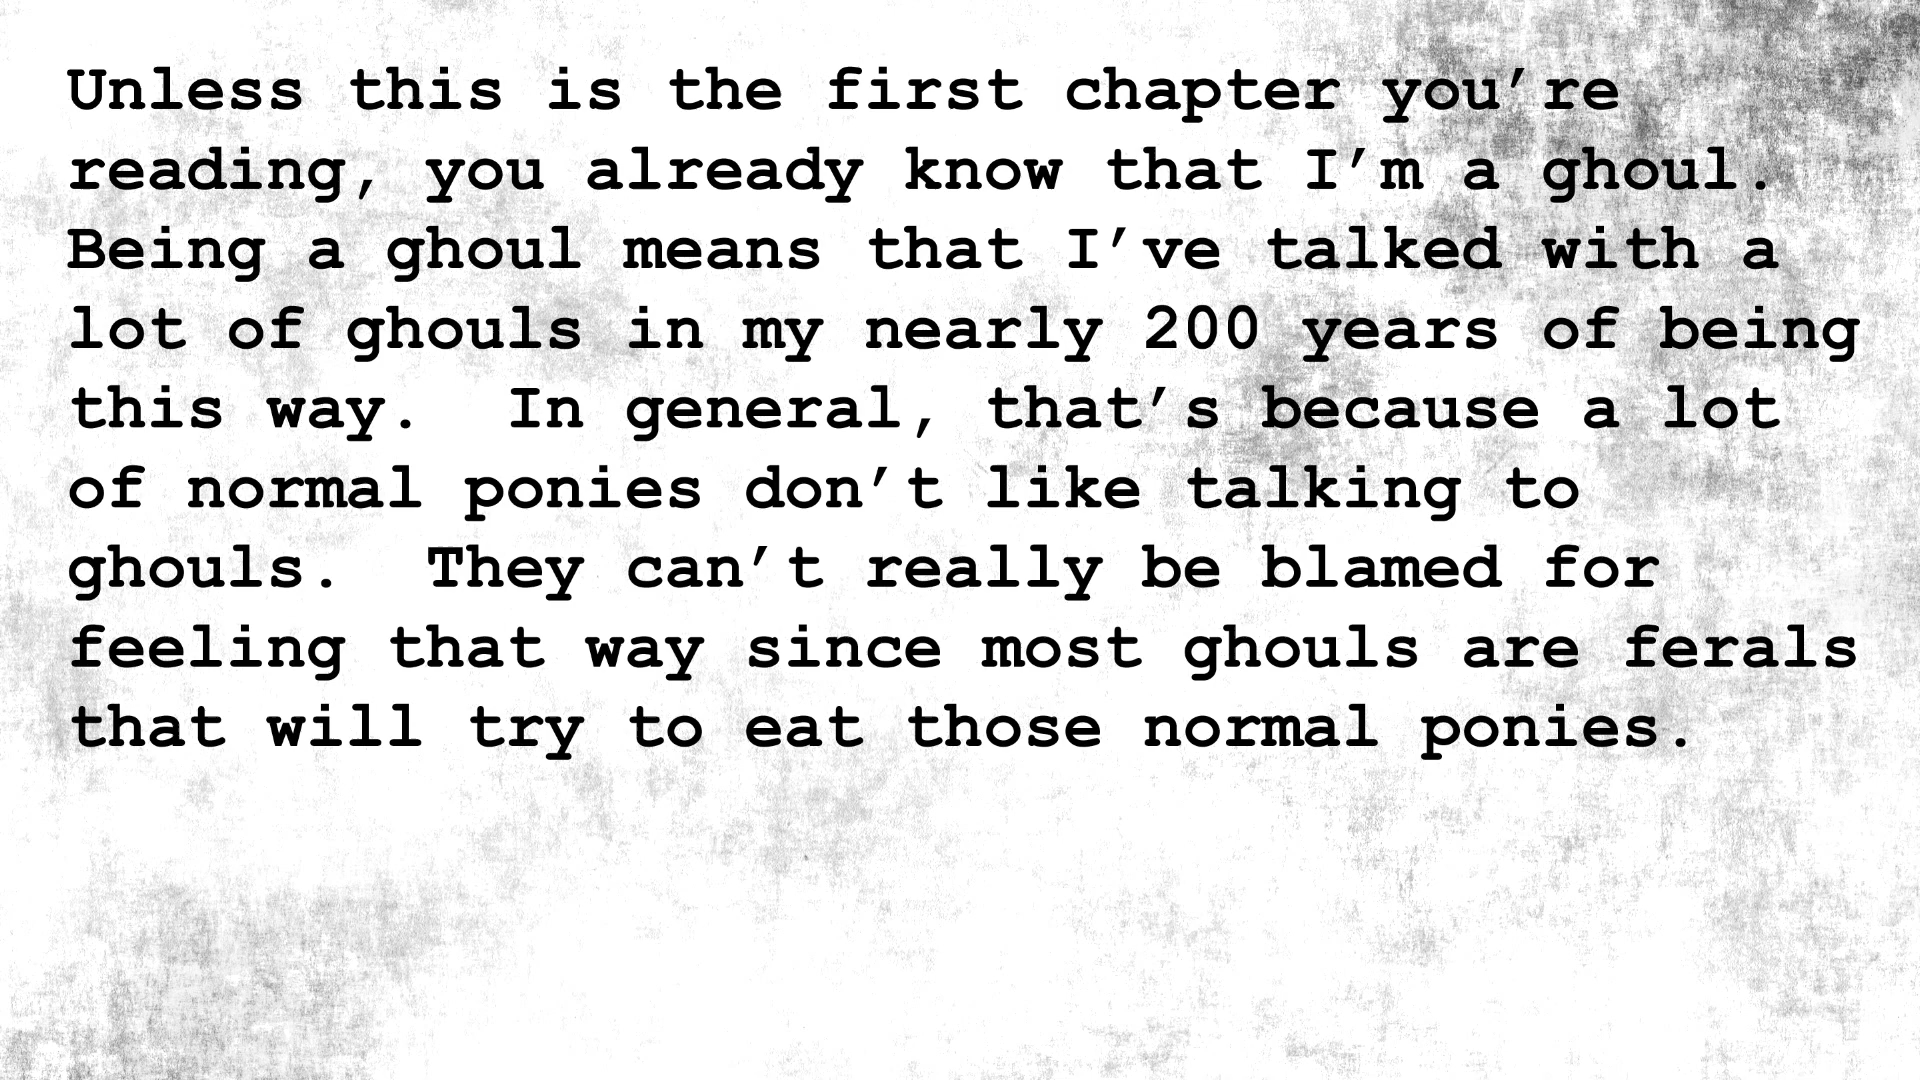 Unless this is the first chapter you’re
reading, you already know that I’m a ghoul.
Being a ghoul means that I’ve talked with a
lot of ghouls in my nearly 200 years of being
this way.  In general, that’s because a lot
of normal ponies don’t like talking to
ghouls.  They can’t really be blamed for
feeling that way since most ghouls are ferals
that will try to eat those normal ponies.